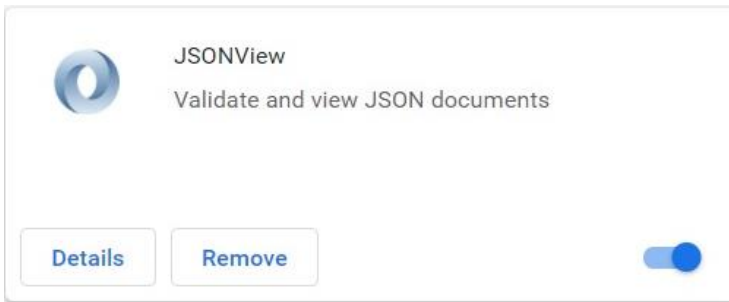 JSONView
Validate and view JSON documents
Details
Remove